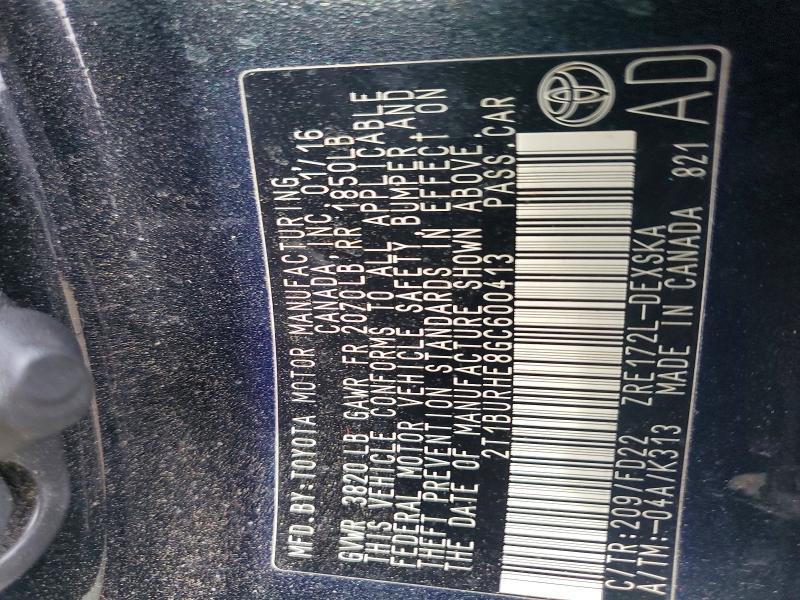 MFD.BY:TOYOTA MOTOR MANUFACTURING,
CANADA, INC. 01/16
GVWR 3820 LB GAWR FR 2070LB RR 1850LB
THIS VEHICLE CONFORMS TO ALL APPLICABLE
FEDERAL MOTOR VEHICLE SAFETY, BUMPER, AND
THEFT PREVENTION STANDARDS IN EFFECT ON
THE DATE OF MANUFACTURE SHOWN ABOVE.
2T1BURHE8GC600413 PASS.CAR
C/TR:209/FD22 ZRE172L-DEXSKA
A/TM:-04A/K313 MADE IN CANADA 821
AD